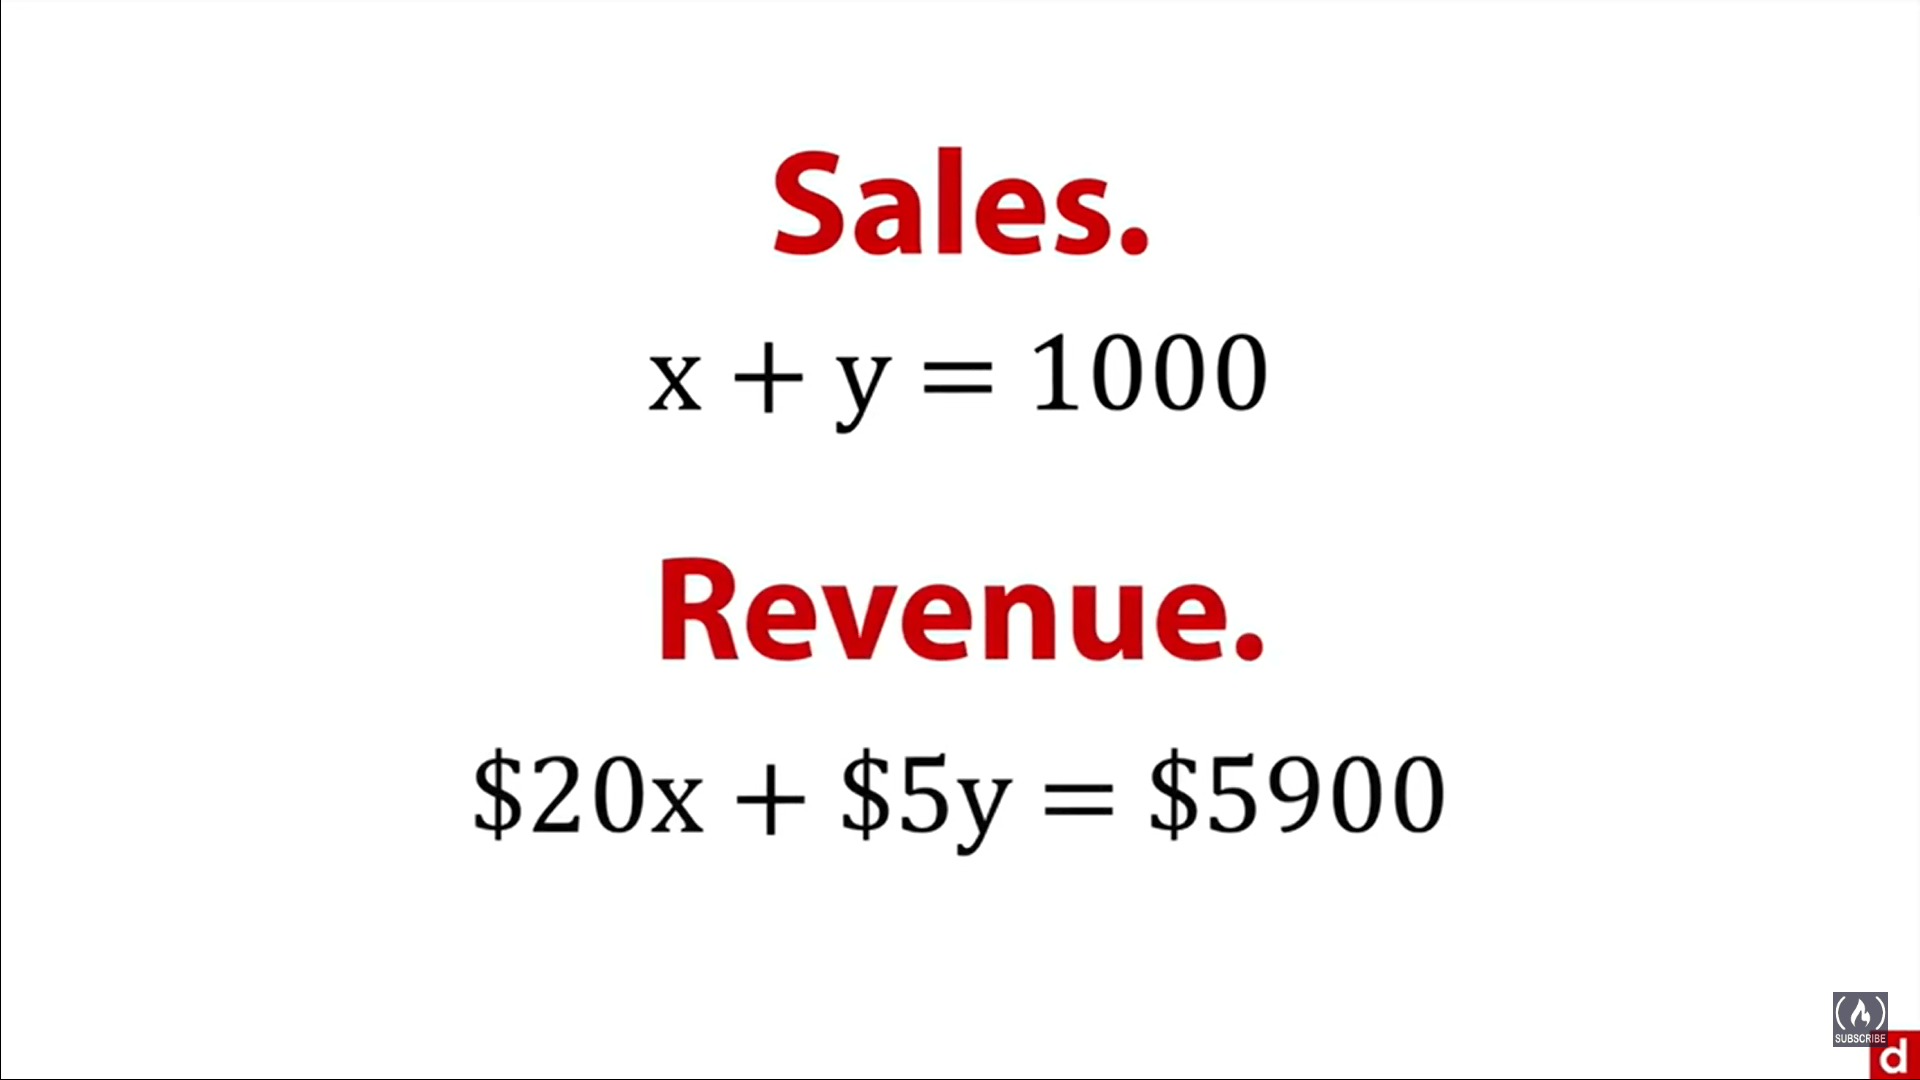 Sales.
x + y = 1000
Revenue.
$20x + $5y = $5900
SUBSCRIBE
d